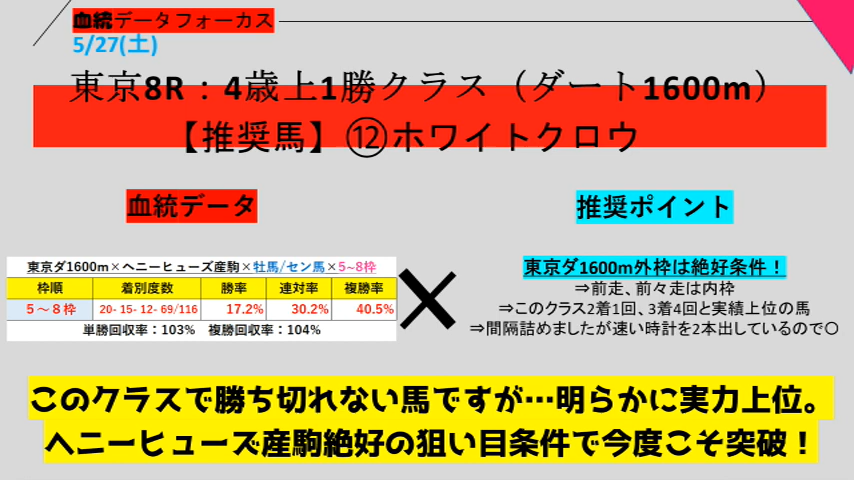 血統データフォーカス
5/27(土)
東京8R：4歳上1勝クラス（ダート1600m）
【推奨馬】⑫ホワイトクロウ
血統データ
推奨ポイント
東京ダ1600m×ヘニーヒューズ産駒×牡馬/セン馬×5~8枠
枠順 着別度数 勝率 連対率 複勝率
５～８枠 20- 15- 12- 69/116 17.2% 30.2% 40.5%
単勝回収率：103% 複勝回収率：104%
×
東京ダ1600m外枠は絶好条件！
⇒前走、前々走は内枠
⇒このクラス2着1回、3着4回と実績上位の馬
⇒間隔詰めましたが速い時計を2本出しているので〇
このクラスで勝ち切れない馬ですが…明らかに実力上位。
ヘニーヒューズ産駒絶好の狙い目条件で今度こそ突破！